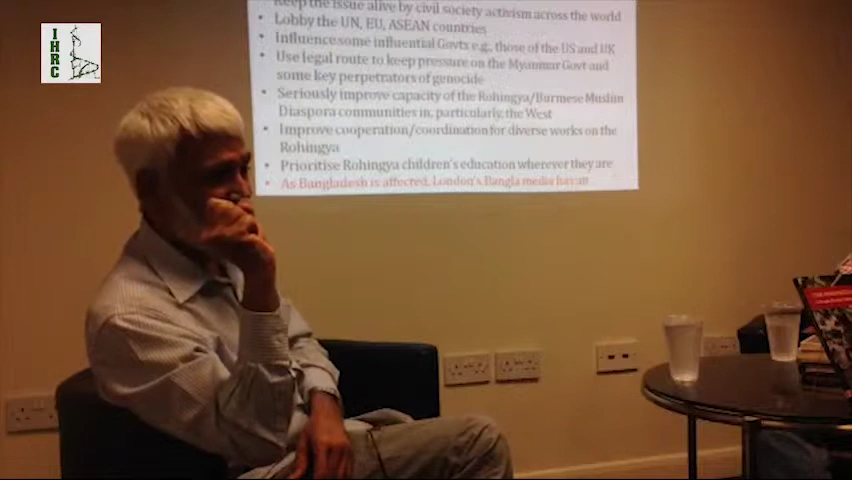 IHRC
Keep the issue alive by civil society activism across the world
• Lobby the UN, EU, ASEAN countries
• Influence some influential Govts e.g., those of the US and UK
• Use legal route to keep pressure on the Myanmar Govt and
some key perpetrators of genocide
• Seriously improve capacity of the Rohingya/Burmese Muslim
Diaspora communities in, particularly, the West
• Improve cooperation/coordination for diverse works on the
Rohingya
• Prioritise Rohingya children's education wherever they are
• As Bangladesh is affected, London's Bangla media